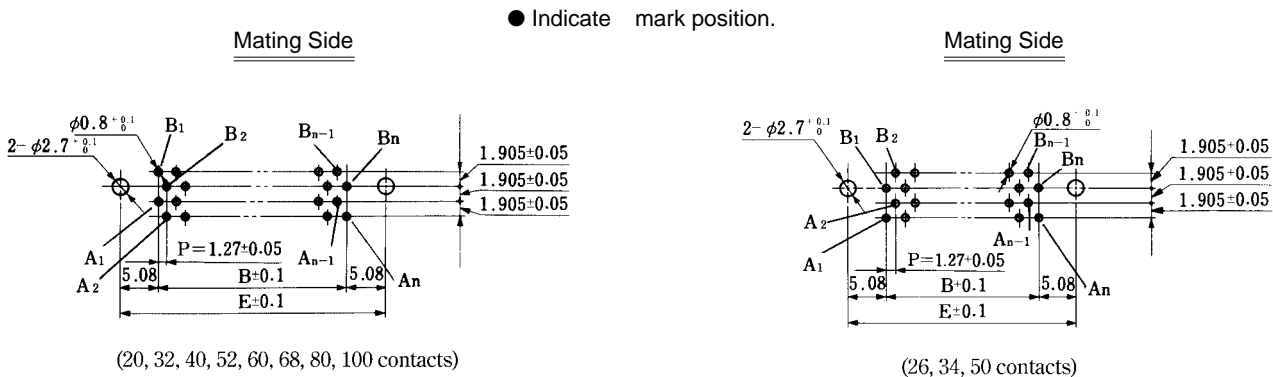 ● Indicate mark position.
Mating Side
φ0.8 +0.1 0
B1
B2
Bn-1
Bn
2-φ2.7 +0.1 0
1.905±0.05
1.905±0.05
1.905±0.05
A1
A2
P=1.27±0.05
An-1
An
5.08
B±0.1
5.08
E±0.1
(20, 32, 40, 52, 60, 68, 80, 100 contacts)
Mating Side
2-φ2.7 +0.1 0
B1
B2
φ0.8 0.1 0
Bn-1
Bn
1.905+0.05
1.905+0.05
1.905±0.05
A2
A1
An-1
An
P=1.27+0.05
5.08
B+0.1
5.08
E±0.1
(26, 34, 50 contacts)